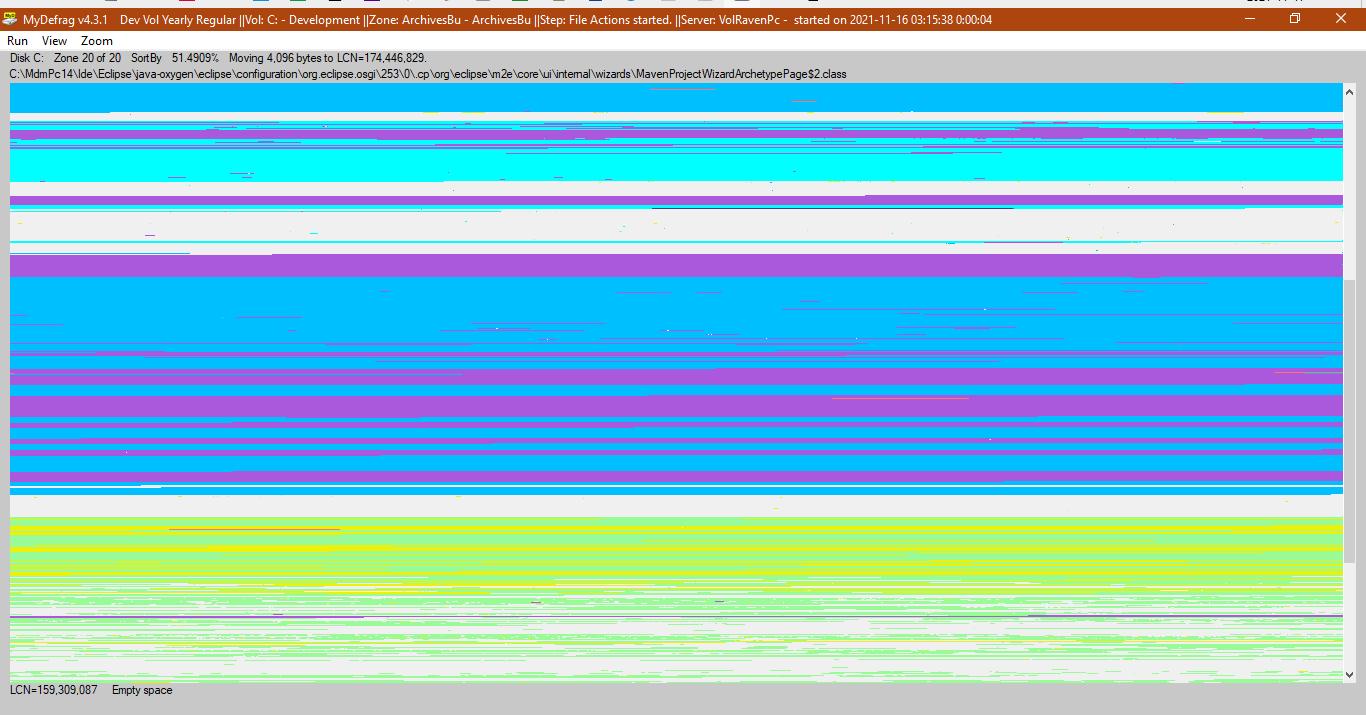 MyDefrag v4.3.1    Dev Vol Yearly Regular ||Vol: C: - Development ||Zone: ArchivesBu - ArchivesBu ||Step: File Actions started. ||Server: VolRavenPc -  started on 2021-11-16 03:15:38 0:00:04
Run    View    Zoom
Disk C:   Zone 20 of 20   SortBy    51.4909%    Moving 4,096 bytes to LCN=174,446,829.
C:\MdmPc14\Ide\Eclipse\java-oxygen\eclipse\configuration\org.eclipse.osgi\253\0\.cp\org\eclipse\m2e\core\ui\internal\wizards\MavenProjectWizardArchetypePage$2.class
LCN=159,309,087    Empty space